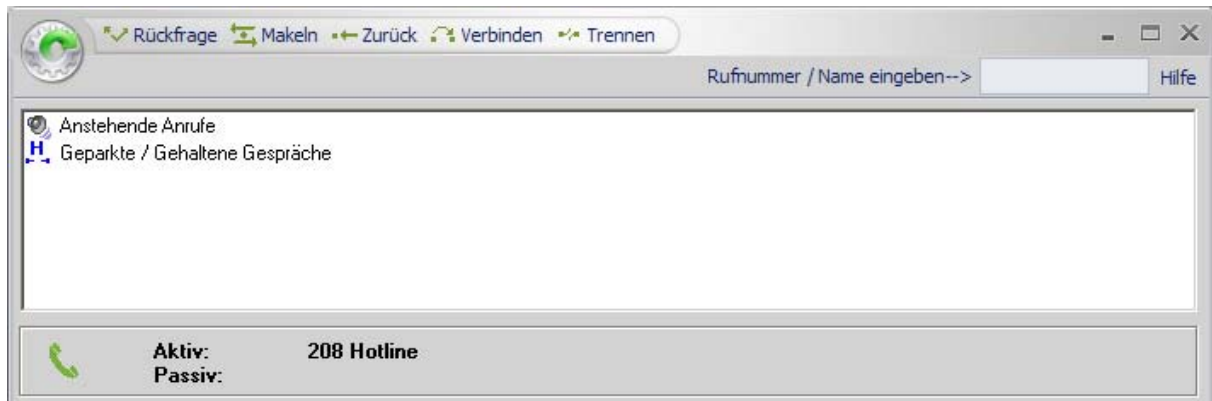 Rückfrage Makeln Zurück Verbinden Trennen
Rufnummer / Name eingeben--> Hilfe
Anstehende Anrufe
H Geparkte / Gehaltene Gespräche
Aktiv: 208 Hotline
Passiv: